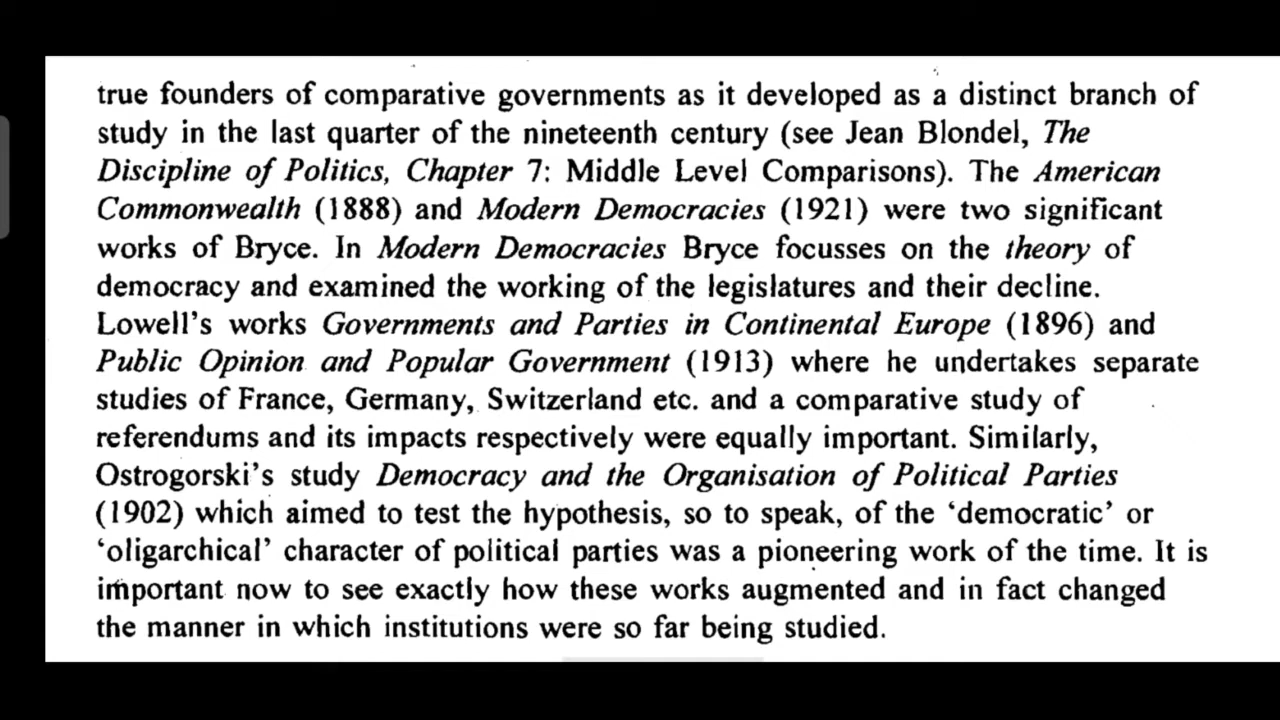 true founders of comparative governments as it developed as a distinct branch of
study in the last quarter of the nineteenth century (see Jean Blondel, The
Discipline of Politics, Chapter 7: Middle Level Comparisons). The American
Commonwealth (1888) and Modern Democracies (1921) were two significant
works of Bryce. In Modern Democracies Bryce focusses on the theory of
democracy and examined the working of the legislatures and their decline.
Lowell's works Governments and Parties in Continental Europe (1896) and
Public Opinion and Popular Government (1913) where he undertakes separate
studies of France, Germany, Switzerland etc. and a comparative study of
referendums and its impacts respectively were equally important. Similarly,
Ostrogorski's study Democracy and the Organisation of Political Parties
(1902) which aimed to test the hypothesis, so to speak, of the 'democratic' or
'oligarchical' character of political parties was a pioneering work of the time. It is
important now to see exactly how these works augmented and in fact changed
the manner in which institutions were so far being studied.